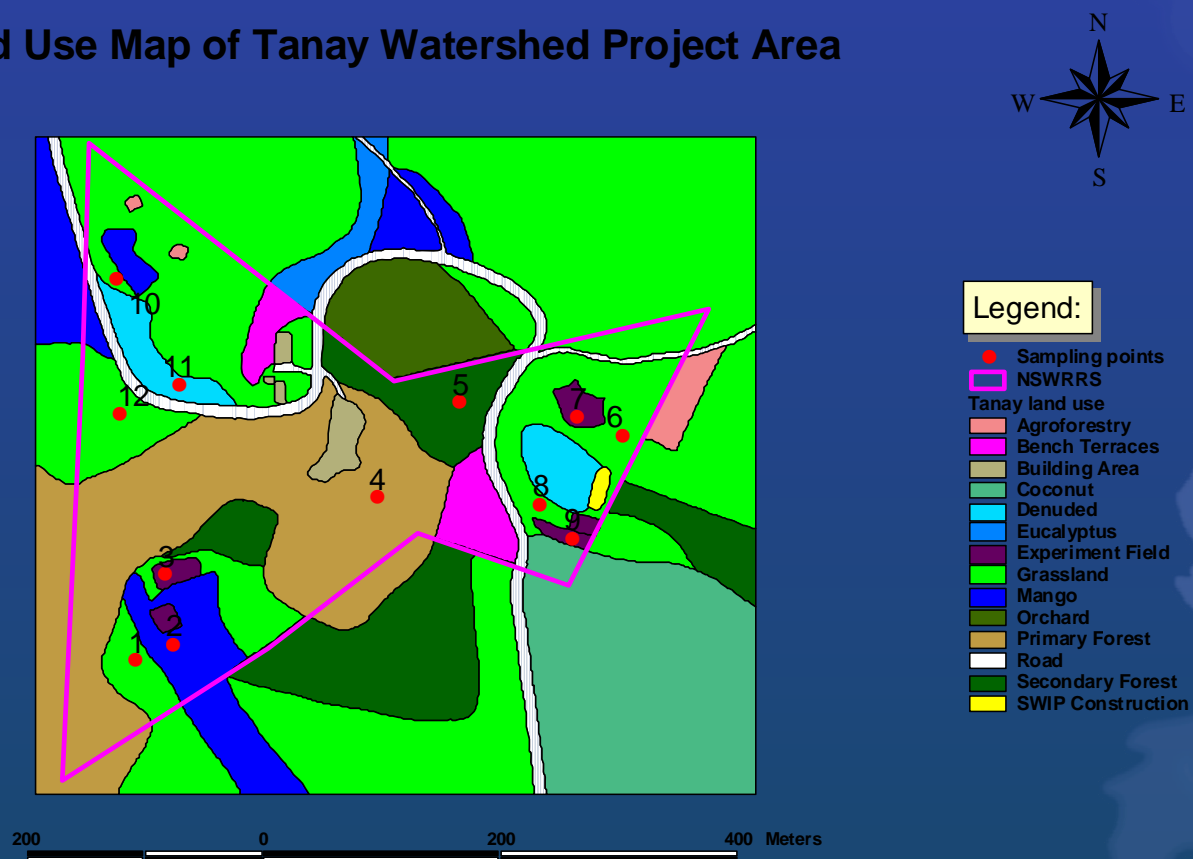 d Use Map of Tanay Watershed Project Area
N
W E
S
10
11
12
5
7
6
4
8
9
3
2
1
Legend:
Sampling points
NSWRRS
Tanay land use
Agroforestry
Bench Terraces
Building Area
Coconut
Denuded
Eucalyptus
Experiment Field
Grassland
Mango
Orchard
Primary Forest
Road
Secondary Forest
SWIP Construction
200 0 200 400 Meters